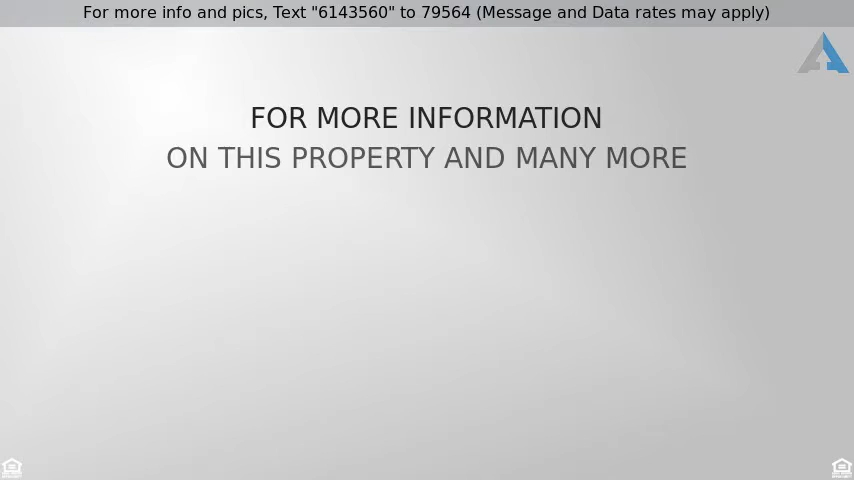 For more info and pics, Text "6143560" to 79564 (Message and Data rates may apply)
FOR MORE INFORMATION
ON THIS PROPERTY AND MANY MORE